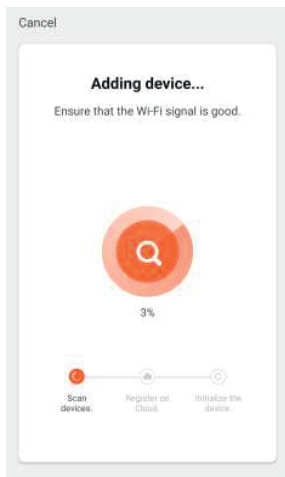 Cancel
Adding device...
Ensure that the Wi-Fi signal is good.
3%
Scan devices.
Register on Cloud.
Initialize the device.